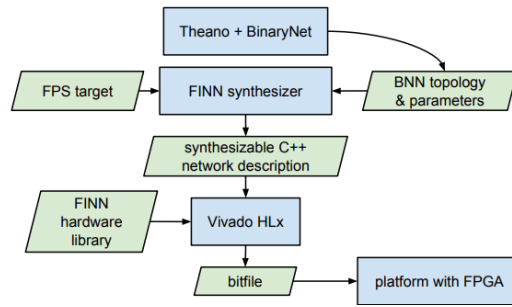 Theano + BinaryNet
FPS target
FINN synthesizer
BNN topology
& parameters
synthesizable C++
network description
FINN
hardware
library
Vivado HLx
bitfile
platform with FPGA